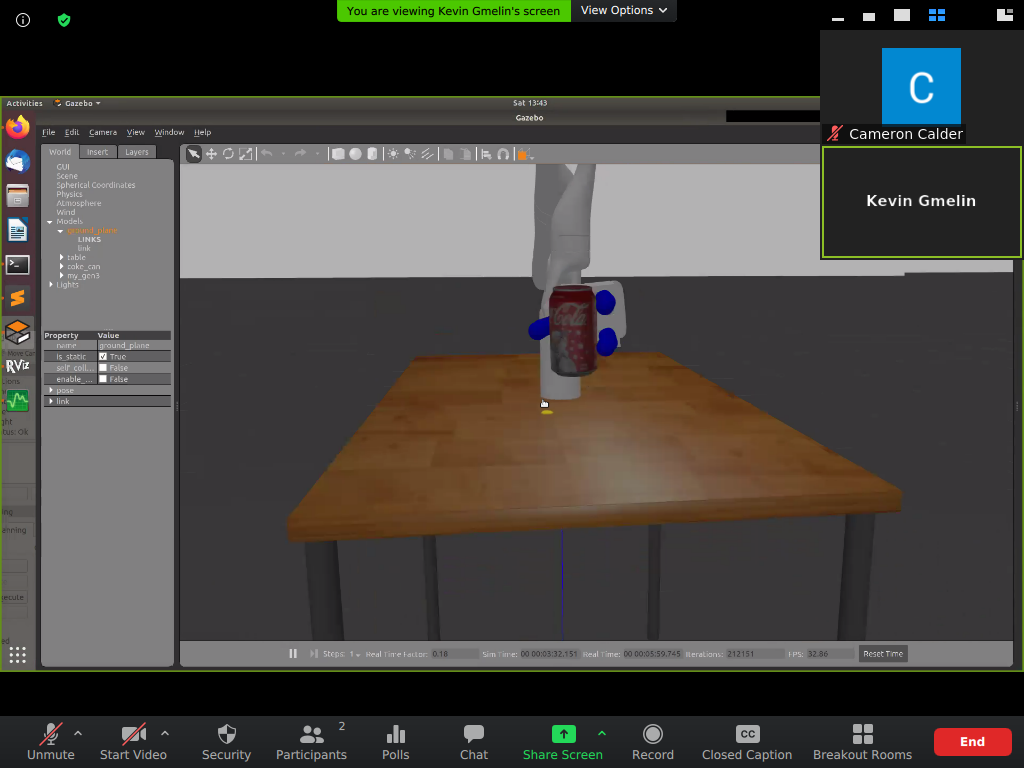 You are viewing Kevin Gmelin's screen
View Options
C
Cameron Calder
Kevin Gmelin
Activities
Gazebo
Sat 13:43
Gazebo
File Edit Camera View Window Help
World Insert Layers
GUI
Scene
Spherical Coordinates
Physics
Atmosphere
Wind
Models
ground_plane
LINKS
link
table
coke_can
my_gen3
Lights
Property Value
name ground_plane
is_static True
self_coll... False
enable_... False
pose
link
RViz
Steps: 1
Real Time Factor: 0.18
Sim Time: 00 00:03:32.151
Real Time: 00 00:05:59.745
Iterations: 212151
FPS: 32.86
Reset Time
Unmute
Start Video
Security
Participants
2
Polls
Chat
Share Screen
Record
CC
Closed Caption
Breakout Rooms
End